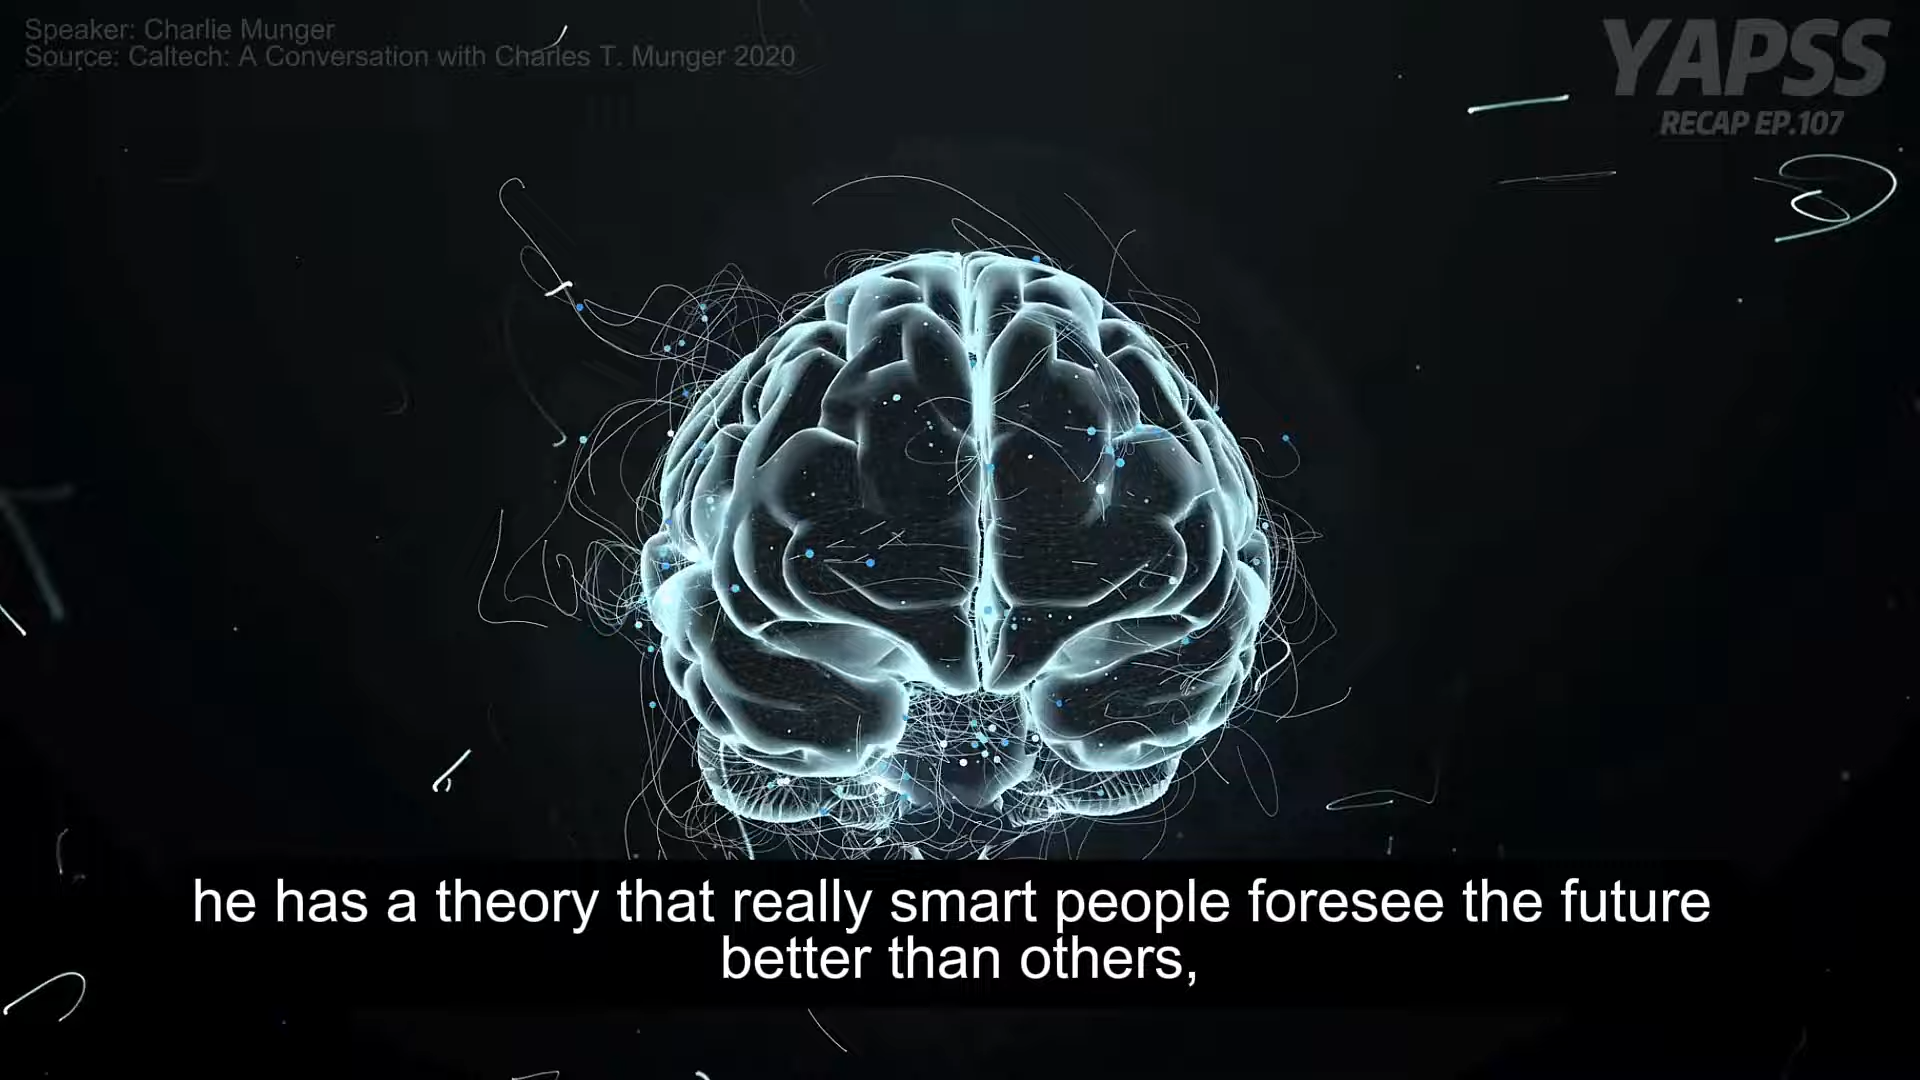 Speaker: Charlie Munger
Source: Caltech: A Conversation with Charles T. Munger 2020
YAPSS
RECAP EP.107
he has a theory that really smart people foresee the future
better than others,